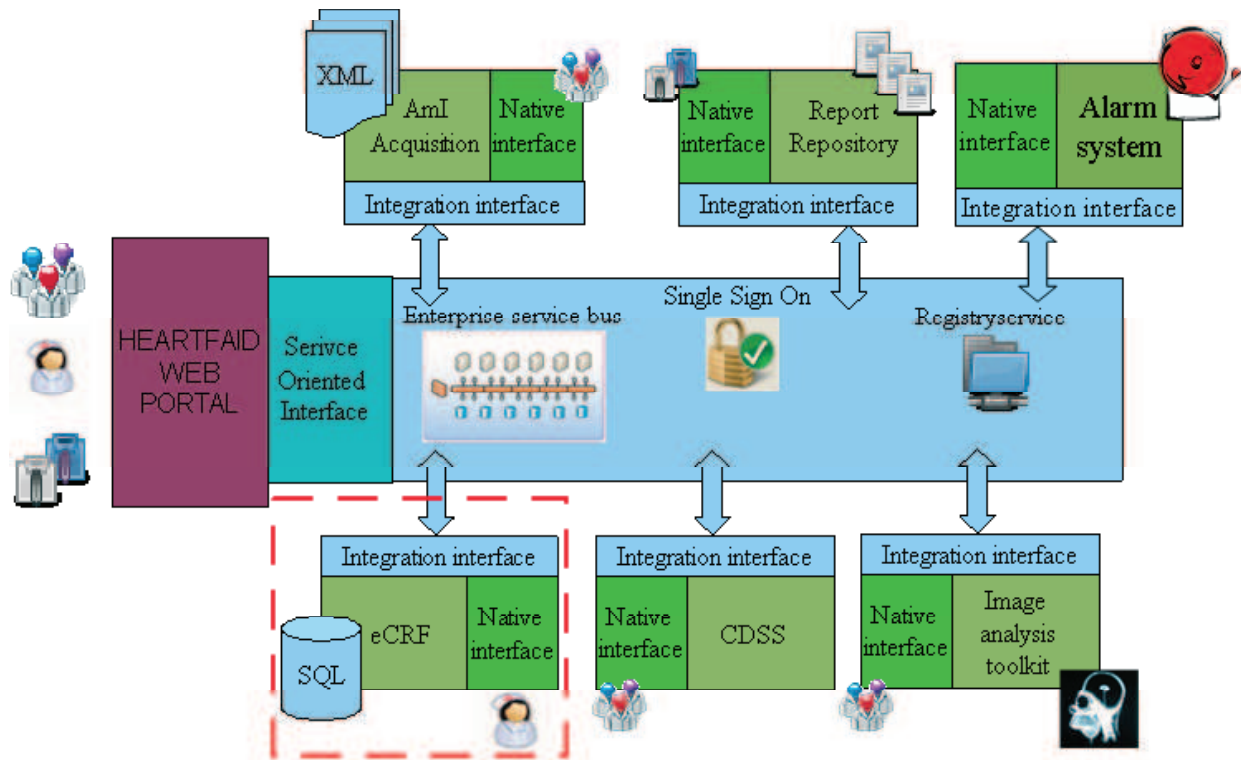 XML
AmI
Acquisition
Native
interface
Integration interface
Native
interface
Report
Repository
Integration interface
Native
interface
Alarm
system
Integration interface
HEARTFAID
WEB
PORTAL
Serivce
Oriented
Interface
Enterprise service bus
Single Sign On
Registryservice
Integration interface
eCRF
Native
interface
SQL
Integration interface
Native
interface
CDSS
Integration interface
Native
interface
Image
analysis
toolkit